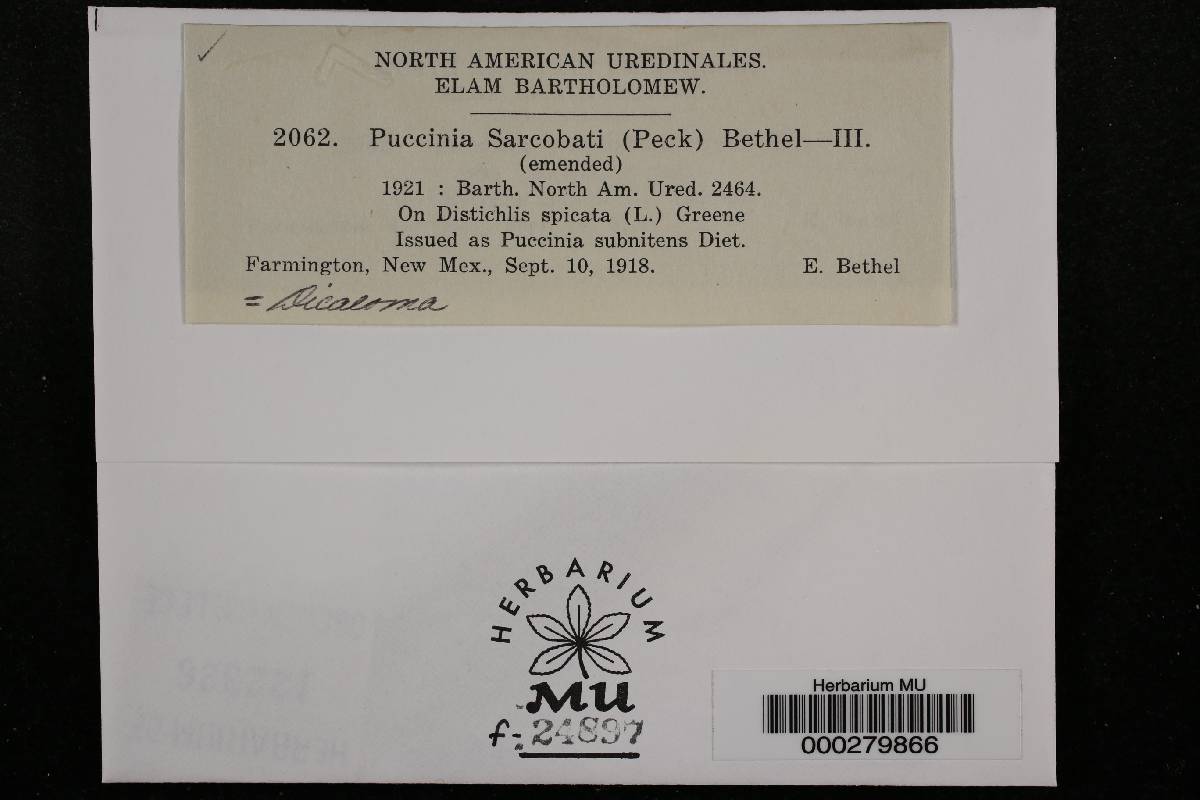 NORTH AMERICAN UREDINALES.
ELAM BARTHOLOMEW.
2062. Puccinia Sarcobati (Peck) Bethel—III.
(emended)
1921 : Barth. North Am. Ured. 2464.
On Distichlis spicata (L.) Greene
Issued as Puccinia subnitens Diet.
Farmington, New Mex., Sept. 10, 1918. E. Bethel
= Dicaeoma
HERBARIUM
MU
f-24897
Herbarium MU
000279866